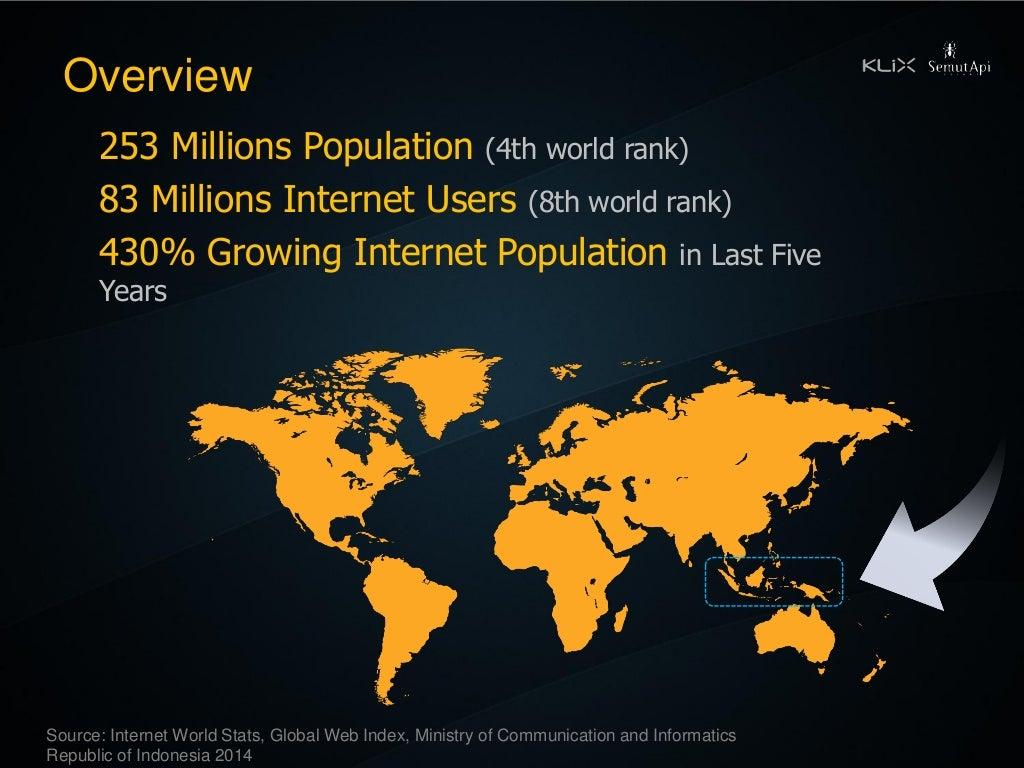 Overview
KLiX SemutApi
253 Millions Population (4th world rank)
83 Millions Internet Users (8th world rank)
430% Growing Internet Population in Last Five
Years
Source: Internet World Stats, Global Web Index, Ministry of Communication and Informatics
Republic of Indonesia 2014